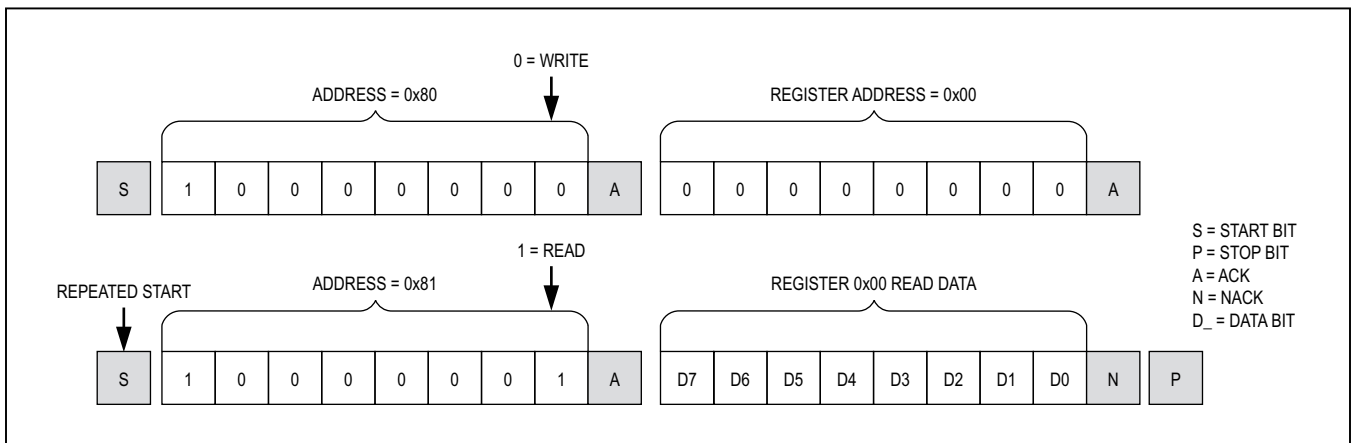 0 = WRITE
ADDRESS = 0x80 REGISTER ADDRESS = 0x00
S 1 0 0 0 0 0 0 0 A 0 0 0 0 0 0 0 0 A
S = START BIT
P = STOP BIT
A = ACK
N = NACK
D_ = DATA BIT
1 = READ
REPEATED START ADDRESS = 0x81 REGISTER 0x00 READ DATA
S 1 0 0 0 0 0 0 1 A D7 D6 D5 D4 D3 D2 D1 D0 N P